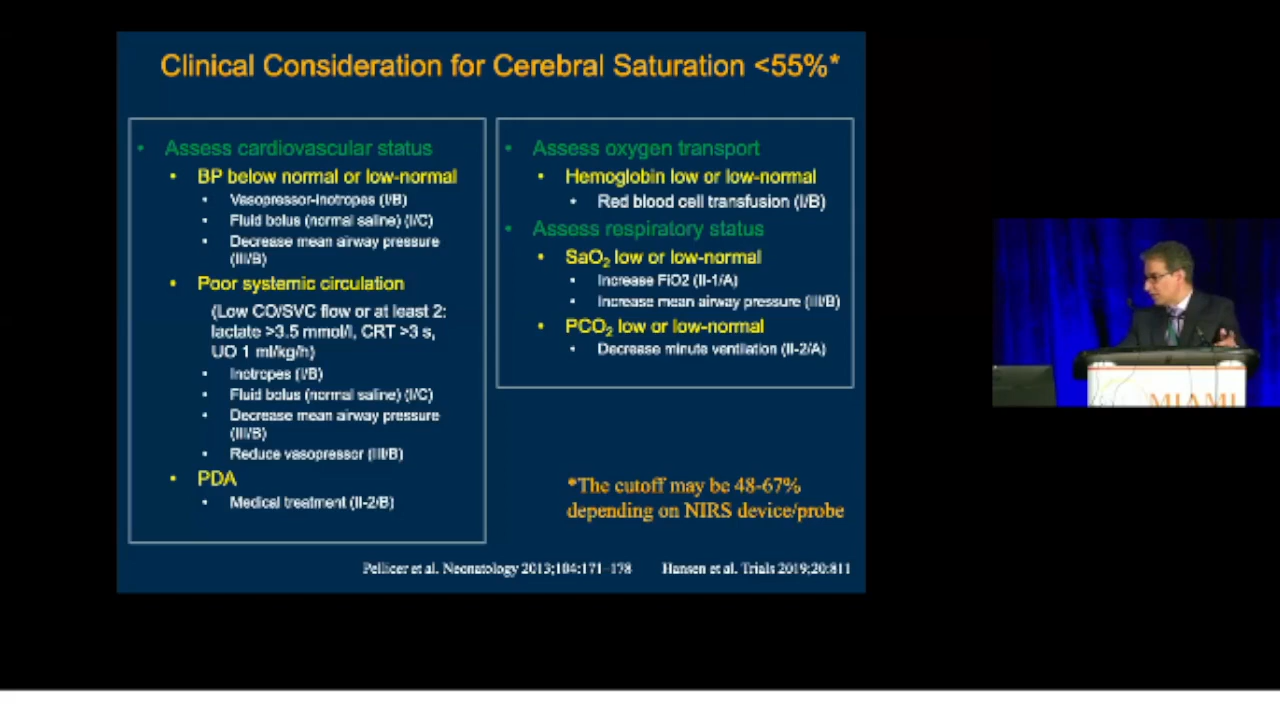 Clinical Consideration for Cerebral Saturation <55%*
• Assess cardiovascular status
• BP below normal or low-normal
• Vasopressor-inotropes (I/B)
• Fluid bolus (normal saline) (I/C)
• Decrease mean airway pressure
(III/B)
• Poor systemic circulation
(Low CO/SVC flow or at least 2:
lactate >3.5 mmol/l, CRT >3 s,
UO 1 ml/kg/h)
• Inotropes (I/B)
• Fluid bolus (normal saline) (I/C)
• Decrease mean airway pressure
(III/B)
• Reduce vasopressor (III/B)
• PDA
• Medical treatment (II-2/B)
• Assess oxygen transport
• Hemoglobin low or low-normal
• Red blood cell transfusion (I/B)
• Assess respiratory status
• SaO2 low or low-normal
• Increase FiO2 (II-1/A)
• Increase mean airway pressure (III/B)
• PCO2 low or low-normal
• Decrease minute ventilation (II-2/A)
*The cutoff may be 48-67%
depending on NIRS device/probe
Pellicer et al. Neonatology 2013;104:171–178 Hansen et al. Trials 2019;20:811
MIAMI